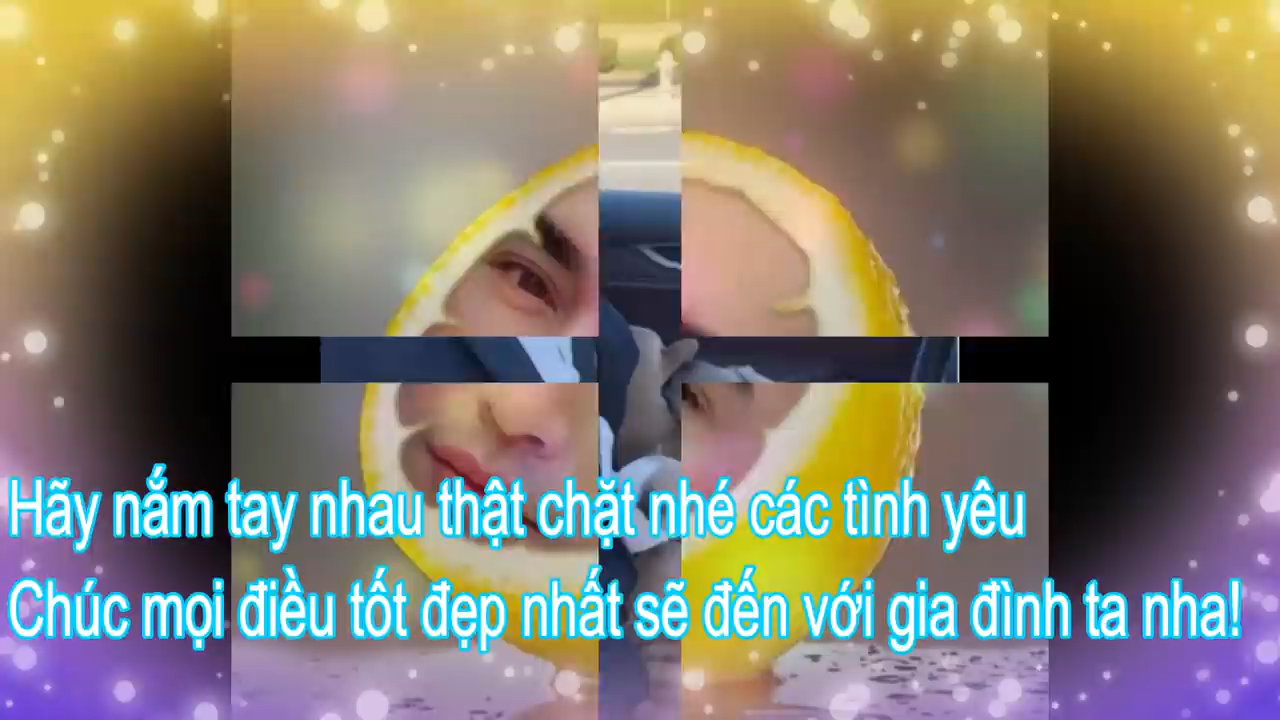 Hãy nắm tay nhau thật chặt nhé các tình yêu
Chúc mọi điều tốt đẹp nhất sẽ đến với gia đình ta nha!